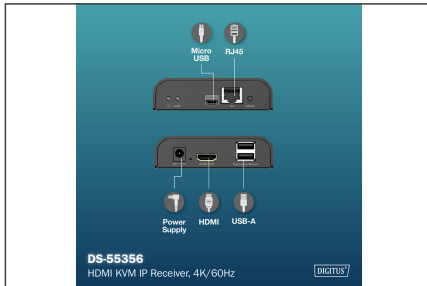 Micro
USB
RJ45
Power
Supply
HDMI
USB-A
DS-55356
HDMI KVM IP Receiver, 4K/60Hz
DIGITUS